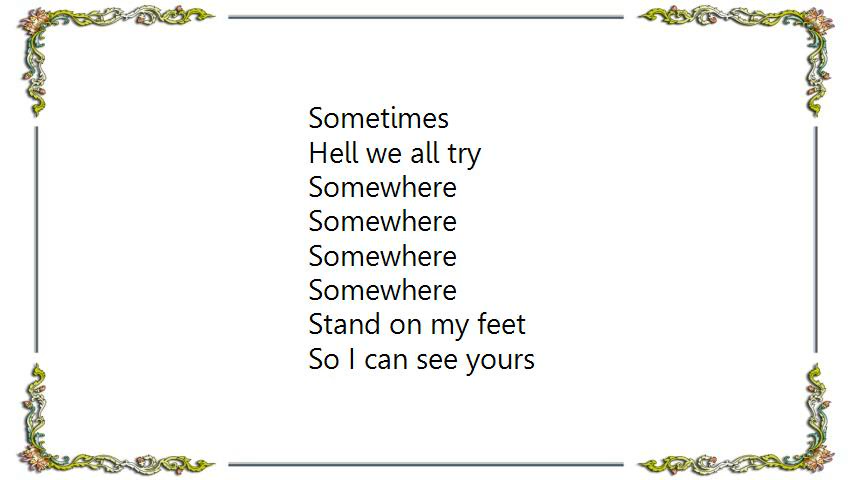 Sometimes
Hell we all try
Somewhere
Somewhere
Somewhere
Somewhere
Stand on my feet
So I can see yours